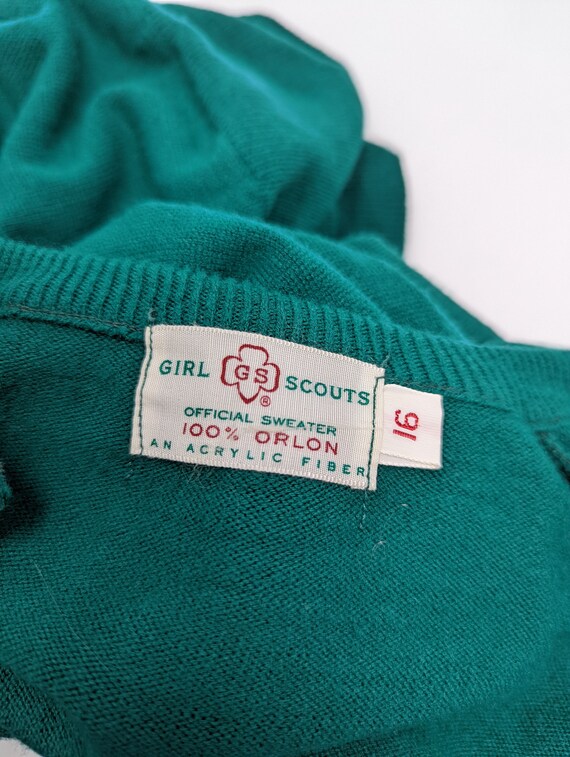 GIRL GS SCOUTS
®
OFFICIAL SWEATER
100% ORLON
AN ACRYLIC FIBER
16